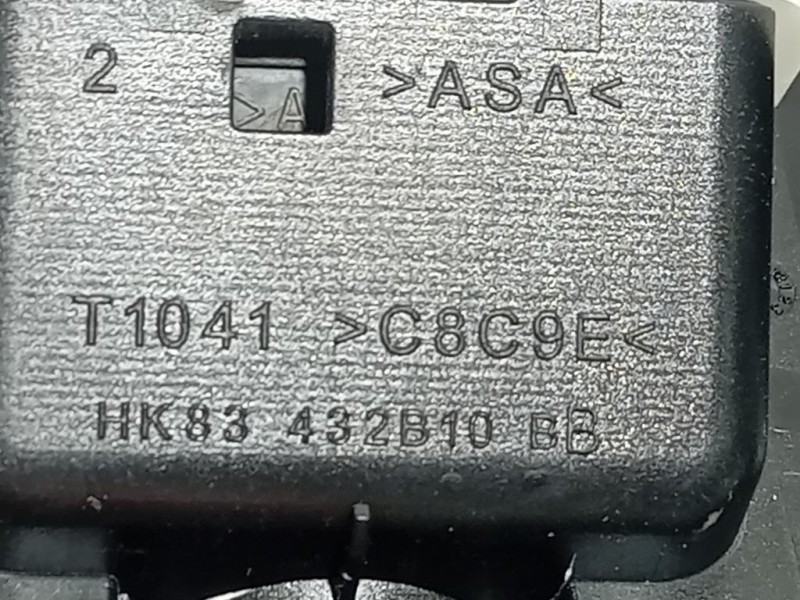 2 >ASA<
>A
T1041 >C8C9E<
HK83 432B10 BB